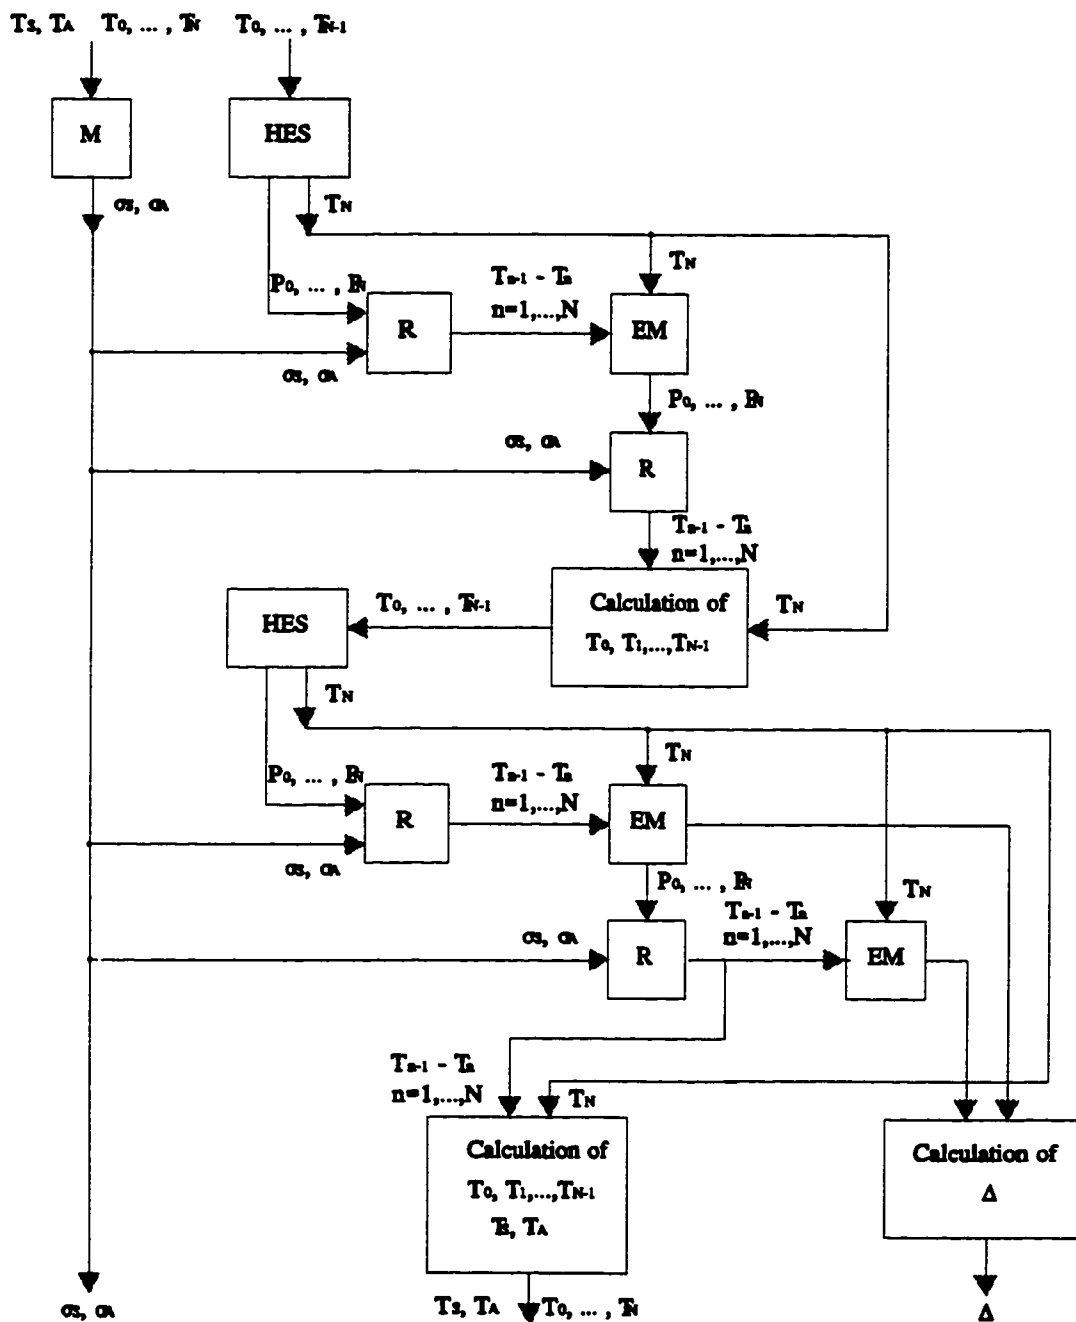 Ts, TA T0, ... , TN T0, ... , TN-1
M
HES
σs, σA
TN
TN
P0, ... , PN
Tn-1 - Tn
n=1,...,N
R
EM
σs, σA
P0, ... , PN
σs, σA
R
Tn-1 - Tn
n=1,...,N
HES
T0, ... , TN-1
Calculation of
T0, T1,...,TN-1
TN
TN
TN
P0, ... , PN
Tn-1 - Tn
n=1,...,N
R
EM
σs, σA
P0, ... , PN
TN
σs, σA
R
Tn-1 - Tn
n=1,...,N
EM
Tn-1 - Tn
n=1,...,N
TN
Calculation of
T0, T1,...,TN-1
Ts, TA
Calculation of
Δ
σs, σA
Ts, TA T0, ... , TN
Δ